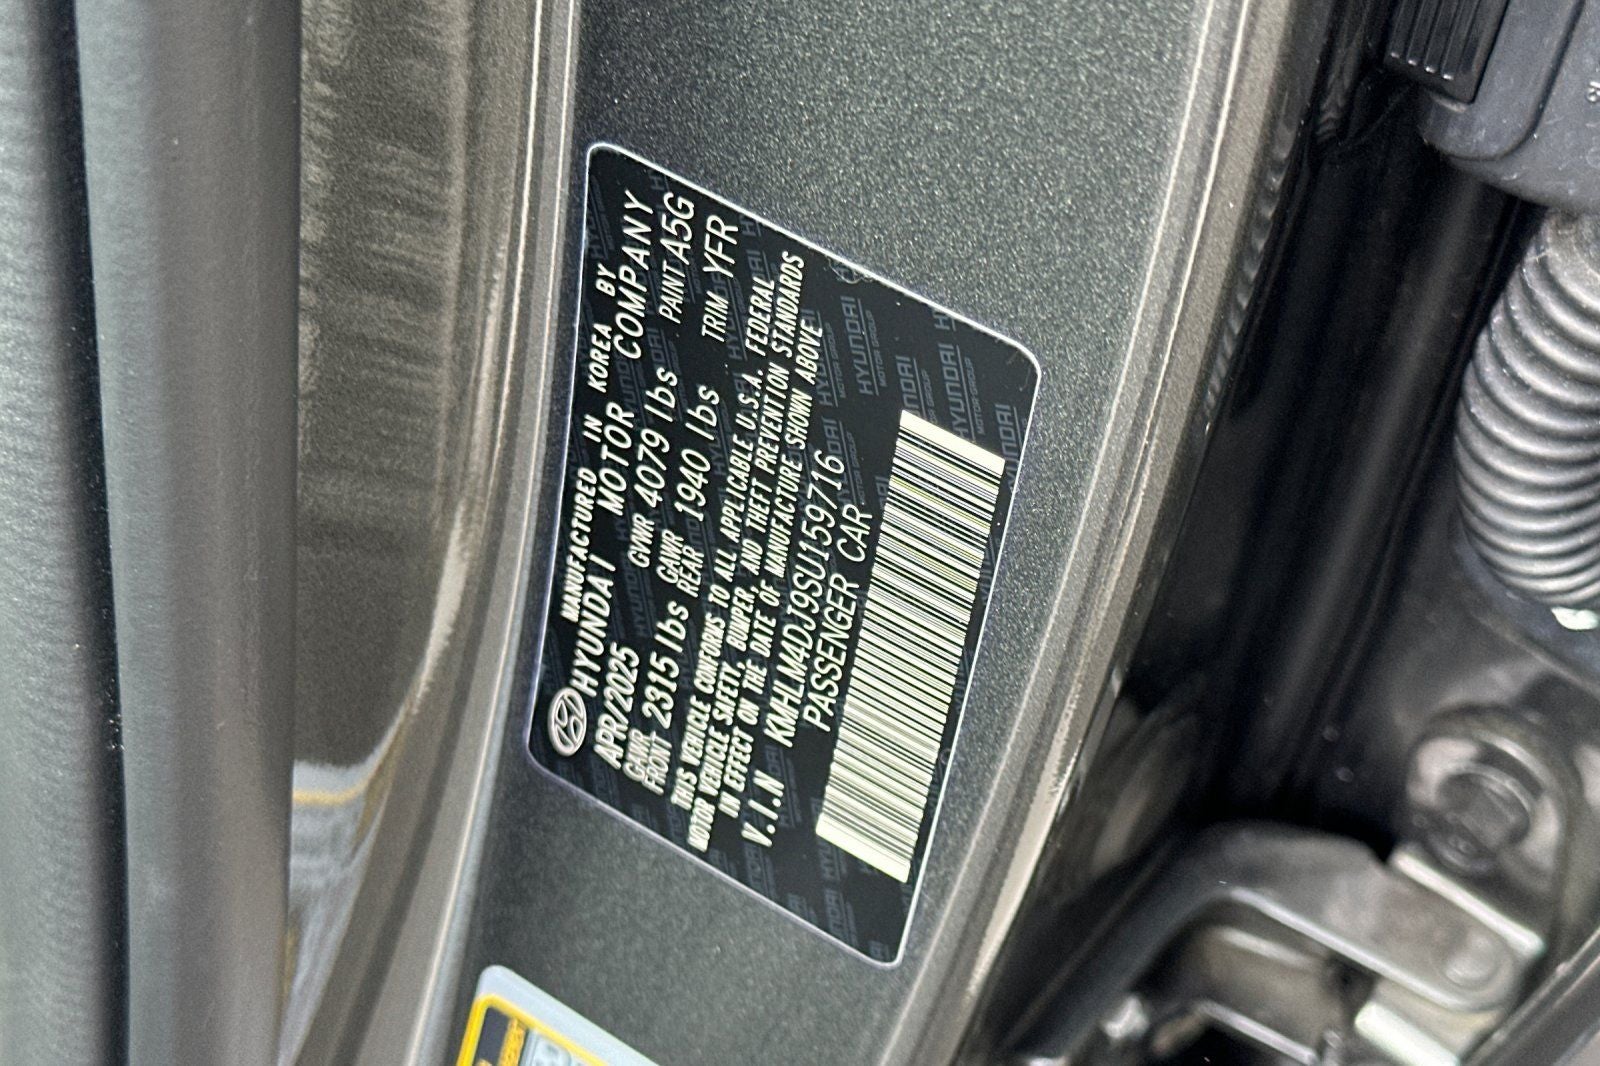 MANUFACTURED IN KOREA BY
HYUNDAI MOTOR COMPANY
APR/2025 GVWR 4079 lbs PAINT A5G
GAWR FRONT 2315 lbs GAWR REAR 1940 lbs TRIM YFR
THIS VEHICLE CONFORMS TO ALL APPLICABLE U.S.A. FEDERAL
MOTOR VEHICLE SAFETY, BUMPER, AND THEFT PREVENTION STANDARDS
IN EFFECT ON THE DATE OF MANUFACTURE SHOWN ABOVE
V.I.N KMHLM4DJ9SU159716
PASSENGER CAR
HYUNDAI
MOTOR GROUP